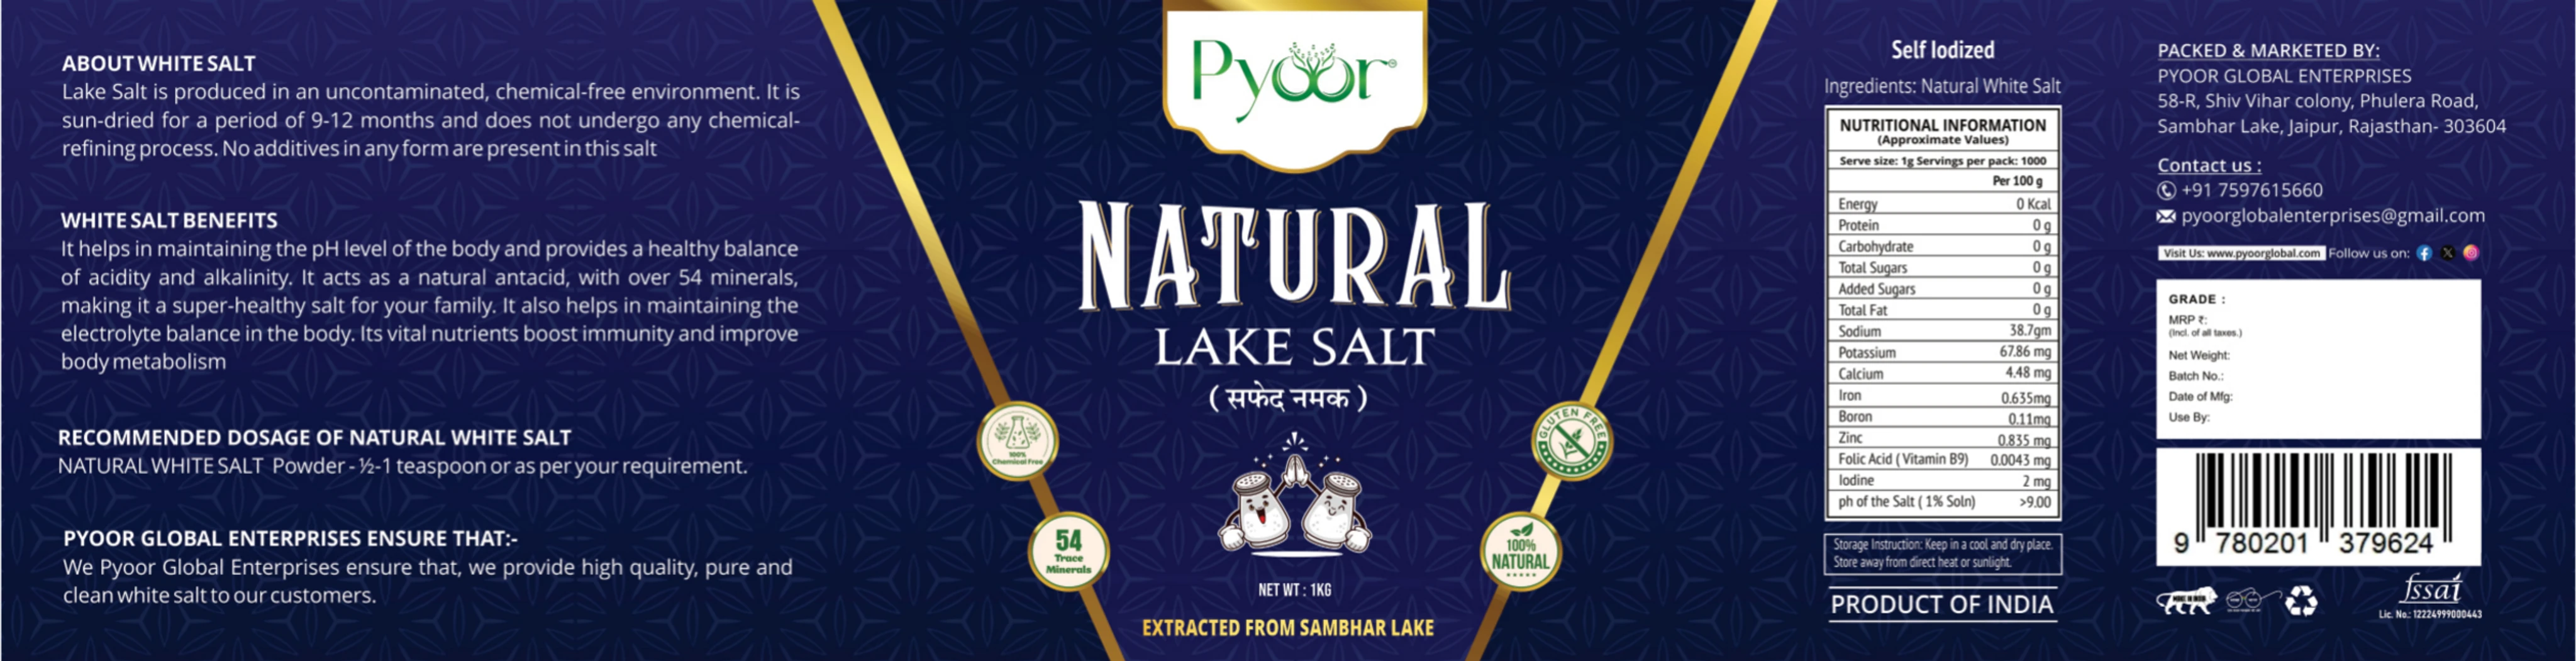 ABOUT WHITE SALT
Lake Salt is produced in an uncontaminated, chemical-free environment. It is
sun-dried for a period of 9-12 months and does not undergo any chemical-
refining process. No additives in any form are present in this salt
WHITE SALT BENEFITS
It helps in maintaining the pH level of the body and provides a healthy balance
of acidity and alkalinity. It acts as a natural antacid, with over 54 minerals,
making it a super-healthy salt for your family. It also helps in maintaining the
electrolyte balance in the body. Its vital nutrients boost immunity and improve
body metabolism
RECOMMENDED DOSAGE OF NATURAL WHITE SALT
NATURAL WHITE SALT Powder - ½-1 teaspoon or as per your requirement.
PYOOR GLOBAL ENTERPRISES ENSURE THAT:-
We Pyoor Global Enterprises ensure that, we provide high quality, pure and
clean white salt to our customers.
Pyoor
NATURAL
LAKE SALT
( सफेद नमक )
100%
Chemical Free
54
Trace
Minerals
GLUTEN FREE
100%
NATURAL
NET WT : 1KG
EXTRACTED FROM SAMBHAR LAKE
Self Iodized
Ingredients: Natural White Salt
NUTRITIONAL INFORMATION
(Approximate Values)
Serve size: 1g Servings per pack: 1000
Per 100 g
Energy 0 Kcal
Protein 0 g
Carbohydrate 0 g
Total Sugars 0 g
Added Sugars 0 g
Total Fat 0 g
Sodium 38.7gm
Potassium 67.86 mg
Calcium 4.48 mg
Iron 0.635mg
Boron 0.11mg
Zinc 0.835 mg
Folic Acid ( Vitamin B9) 0.0043 mg
Iodine 2 mg
ph of the Salt ( 1% Soln) >9.00
Storage Instruction: Keep in a cool and dry place.
Store away from direct heat or sunlight.
PRODUCT OF INDIA
PACKED & MARKETED BY:
PYOOR GLOBAL ENTERPRISES
58-R, Shiv Vihar colony, Phulera Road,
Sambhar Lake, Jaipur, Rajasthan- 303604
Contact us :
+91 7597615660
pyoorglobalenterprises@gmail.com
Visit Us: www.pyoorglobal.com Follow us on:
GRADE :
MRP ₹:
(Incl. of all taxes.)
Net Weight:
Batch No.:
Date of Mfg:
Use By:
9 780201 379624
MAKE IN INDIA
fssai
Lic. No.: 12224999000443